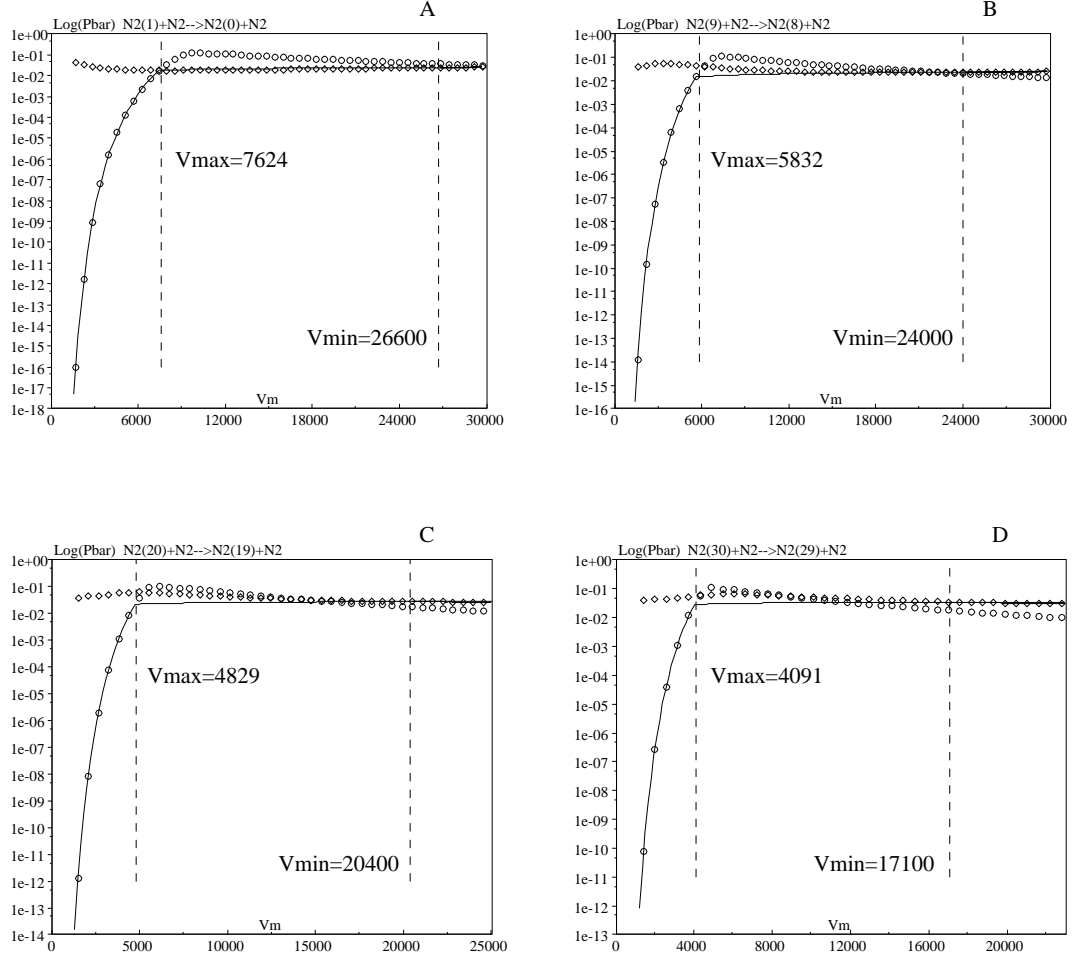 A
Log(Pbar) N2(1)+N2-->N2(0)+N2
1e+00
1e-01
1e-02
1e-03
1e-04
1e-05
1e-06
1e-07
1e-08
1e-09
1e-10
1e-11
1e-12
1e-13
1e-14
1e-15
1e-16
1e-17
1e-18
Vmax=7624
Vmin=26600
Vm
0 6000 12000 18000 24000 30000
B
Log(Pbar) N2(9)+N2-->N2(8)+N2
1e+00
1e-01
1e-02
1e-03
1e-04
1e-05
1e-06
1e-07
1e-08
1e-09
1e-10
1e-11
1e-12
1e-13
1e-14
1e-15
1e-16
Vmax=5832
Vmin=24000
Vm
0 6000 12000 18000 24000 30000
C
Log(Pbar) N2(20)+N2-->N2(19)+N2
1e+00
1e-01
1e-02
1e-03
1e-04
1e-05
1e-06
1e-07
1e-08
1e-09
1e-10
1e-11
1e-12
1e-13
1e-14
Vmax=4829
Vmin=20400
Vm
0 5000 10000 15000 20000 25000
D
Log(Pbar) N2(30)+N2-->N2(29)+N2
1e+00
1e-01
1e-02
1e-03
1e-04
1e-05
1e-06
1e-07
1e-08
1e-09
1e-10
1e-11
1e-12
1e-13
Vmax=4091
Vmin=17100
Vm
0 4000 8000 12000 16000 20000